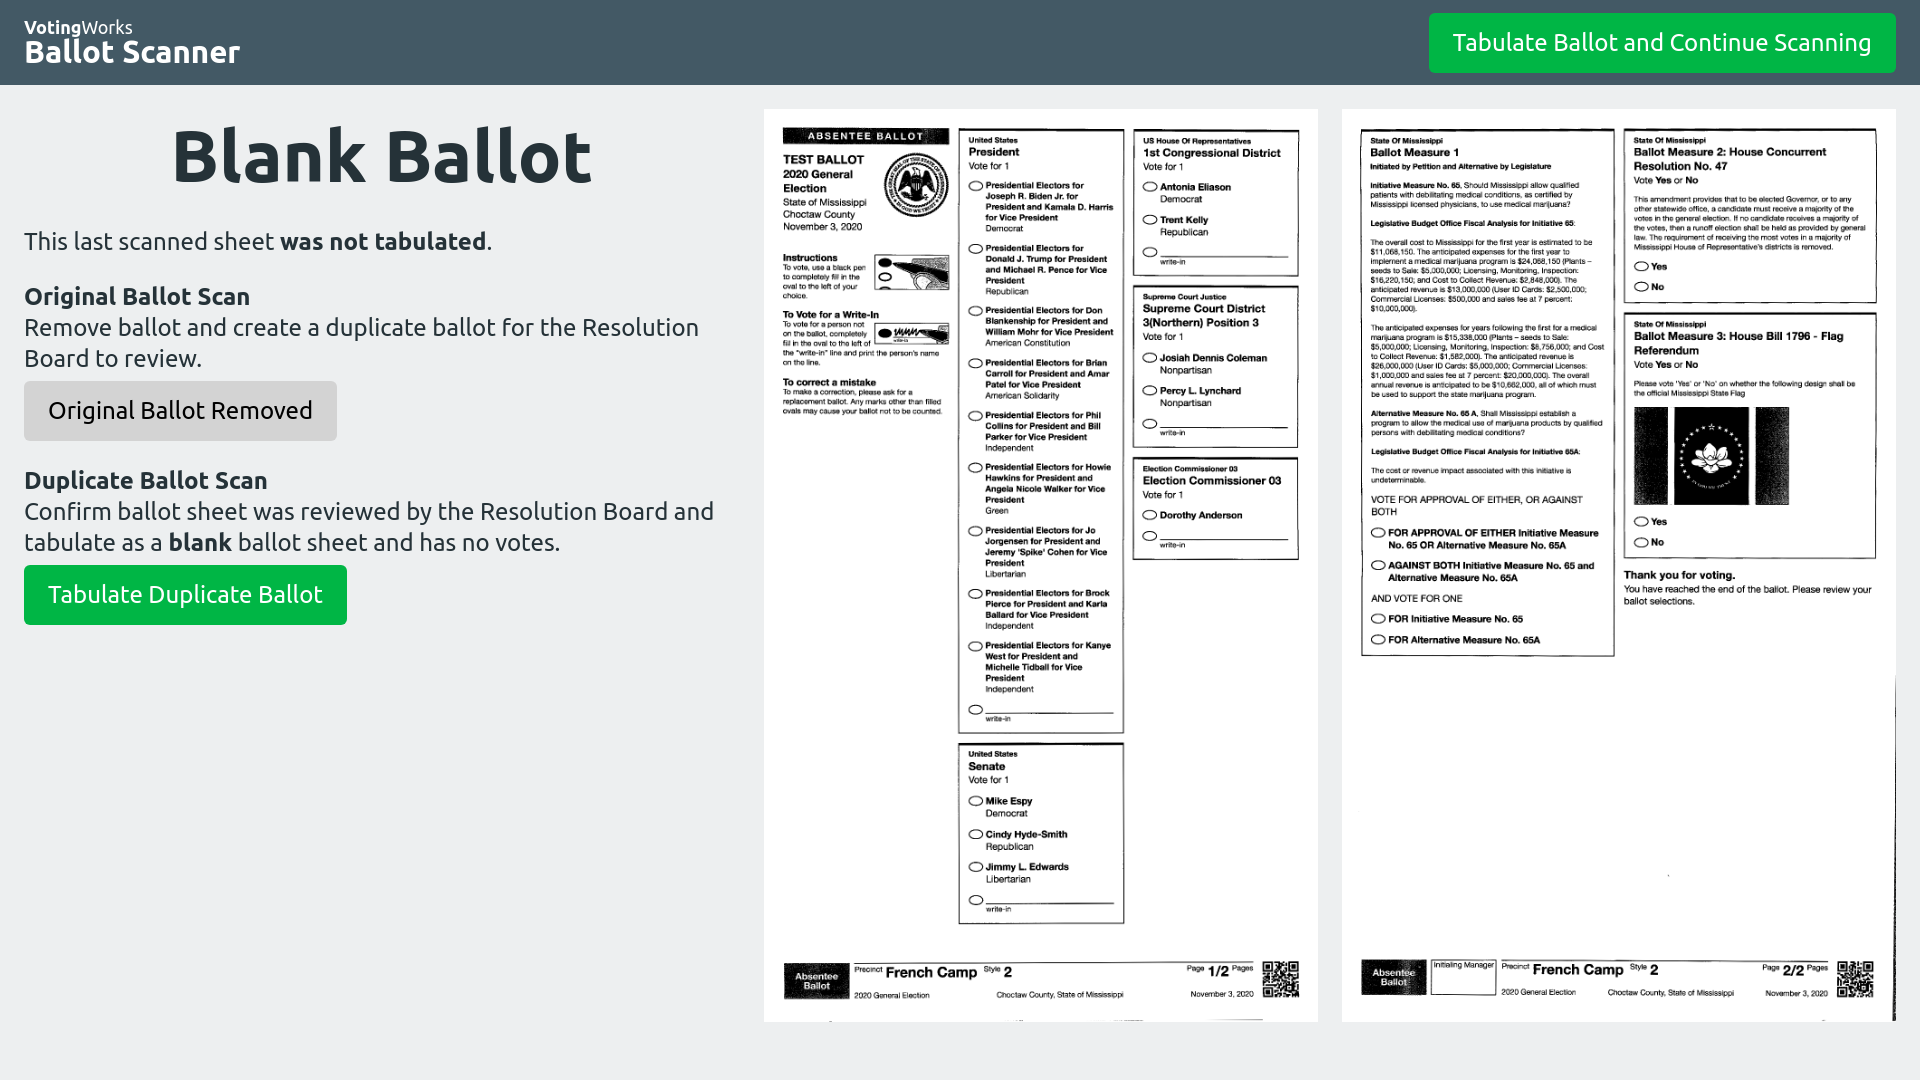 VotingWorks
Ballot Scanner
Tabulate Ballot and Continue Scanning
Blank Ballot
This last scanned sheet was not tabulated.
Original Ballot Scan
Remove ballot and create a duplicate ballot for the Resolution
Board to review.
Original Ballot Removed
Duplicate Ballot Scan
Confirm ballot sheet was reviewed by the Resolution Board and
tabulate as a blank ballot sheet and has no votes.
Tabulate Duplicate Ballot
ABSENTEE BALLOT
TEST BALLOT
2020 General
Election
State of Mississippi
Choctaw County
November 3, 2020
Instructions
To vote, use a black pen
to completely fill in the
oval to the left of your
choice.
To Vote for a Write-In
To vote for a person not
on the ballot, completely
fill in the oval to the left of
the "write-in" line and print the person's name
on the line.
To correct a mistake
To make a correction, please ask for a
replacement ballot. Any marks other than filled
ovals may cause your ballot not to be counted.
United States
President
Vote for 1
Presidential Electors for
Joseph R. Biden Jr. for
President and Kamala D. Harris
for Vice President
Democrat
Presidential Electors for
Donald J. Trump for President
and Michael R. Pence for Vice
President
Republican
Presidential Electors for Don
Blankenship for President and
William Mohr for Vice President
American Constitution
Presidential Electors for Brian
Carroll for President and Amar
Patel for Vice President
American Solidarity
Presidential Electors for Phil
Collins for President and Bill
Parker for Vice President
Independent
Presidential Electors for Howie
Hawkins for President and
Angela Nicole Walker for Vice
President
Green
Presidential Electors for Jo
Jorgensen for President and
Jeremy 'Spike' Cohen for Vice
President
Libertarian
Presidential Electors for Brock
Pierce for President and Karla
Ballard for Vice President
Independent
Presidential Electors for Kanye
West for President and
Michelle Tidball for Vice
President
Independent
write-in
United States
Senate
Vote for 1
Mike Espy
Democrat
Cindy Hyde-Smith
Republican
Jimmy L. Edwards
Libertarian
write-in
US House Of Representatives
1st Congressional District
Vote for 1
Antonia Eliason
Democrat
Trent Kelly
Republican
write-in
Supreme Court Justice
Supreme Court District
3(Northern) Position 3
Vote for 1
Josiah Dennis Coleman
Nonpartisan
Percy L. Lynchard
Nonpartisan
write-in
Election Commissioner 03
Election Commissioner 03
Vote for 1
Dorothy Anderson
write-in
Absentee
Ballot
Precinct French Camp Style 2
Page 1/2 Pages
2020 General Election
Choctaw County, State of Mississippi
November 3, 2020
State Of Mississippi
Ballot Measure 1
Initiated by Petition and Alternative by Legislature
Initiative Measure No. 65, Should Mississippi allow qualified
patients with debilitating medical conditions, as certified by
Mississippi licensed physicians, to use medical marijuana?
Legislative Budget Office Fiscal Analysis for Initiative 65:
The overall cost to Mississippi for the first year is estimated to be
$11,068,150. The anticipated expenses for the first year to
implement a medical marijuana program is $24,068,150 (Plants –
seeds to Sale: $5,000,000; Licensing, Monitoring, Inspection:
$16,220,150; and Cost to Collect Revenue: $2,848,000). The
anticipated revenue is $13,000,000 (User ID Cards: $2,500,000;
Commercial Licenses: $500,000 and sales fee at 7 percent:
$10,000,000).
The anticipated expenses for years following the first for a medical
marijuana program is $15,338,000 (Plants – seeds to Sale:
$5,000,000; Licensing, Monitoring, Inspection: $8,756,000; and Cost
to Collect Revenue: $1,582,000). The anticipated revenue is
$26,000,000 (User ID Cards: $5,000,000; Commercial Licenses:
$1,000,000 and sales fee at 7 percent: $20,000,000). The overall
annual revenue is anticipated to be $10,662,000, all of which must
be used to support the state marijuana program.
Alternative Measure No. 65 A, Shall Mississippi establish a
program to allow the medical use of marijuana products by qualified
persons with debilitating medical conditions?
Legislative Budget Office Fiscal Analysis for Initiative 65A:
The cost or revenue impact associated with this initiative is
undeterminable.
VOTE FOR APPROVAL OF EITHER, OR AGAINST
BOTH
FOR APPROVAL OF EITHER Initiative Measure
No. 65 OR Alternative Measure No. 65A
AGAINST BOTH Initiative Measure No. 65 and
Alternative Measure No. 65A
AND VOTE FOR ONE
FOR Initiative Measure No. 65
FOR Alternative Measure No. 65A
State Of Mississippi
Ballot Measure 2: House Concurrent
Resolution No. 47
Vote Yes or No
This amendment provides that to be elected Governor, or to any
other statewide office, a candidate must receive a majority of the
votes in the general election. If no candidate receives a majority of
the votes, then a runoff election shall be held as provided by general
law. The requirement of receiving the most votes in a majority of
Mississippi House of Representative's districts is removed.
Yes
No
State Of Mississippi
Ballot Measure 3: House Bill 1796 - Flag
Referendum
Vote Yes or No
Please vote 'Yes' or 'No' on whether the following design shall be
the official Mississippi State Flag
Yes
No
Thank you for voting.
You have reached the end of the ballot. Please review your
ballot selections.
Absentee
Ballot
Initialing Manager
Precinct French Camp Style 2
Page 2/2 Pages
2020 General Election
Choctaw County, State of Mississippi
November 3, 2020